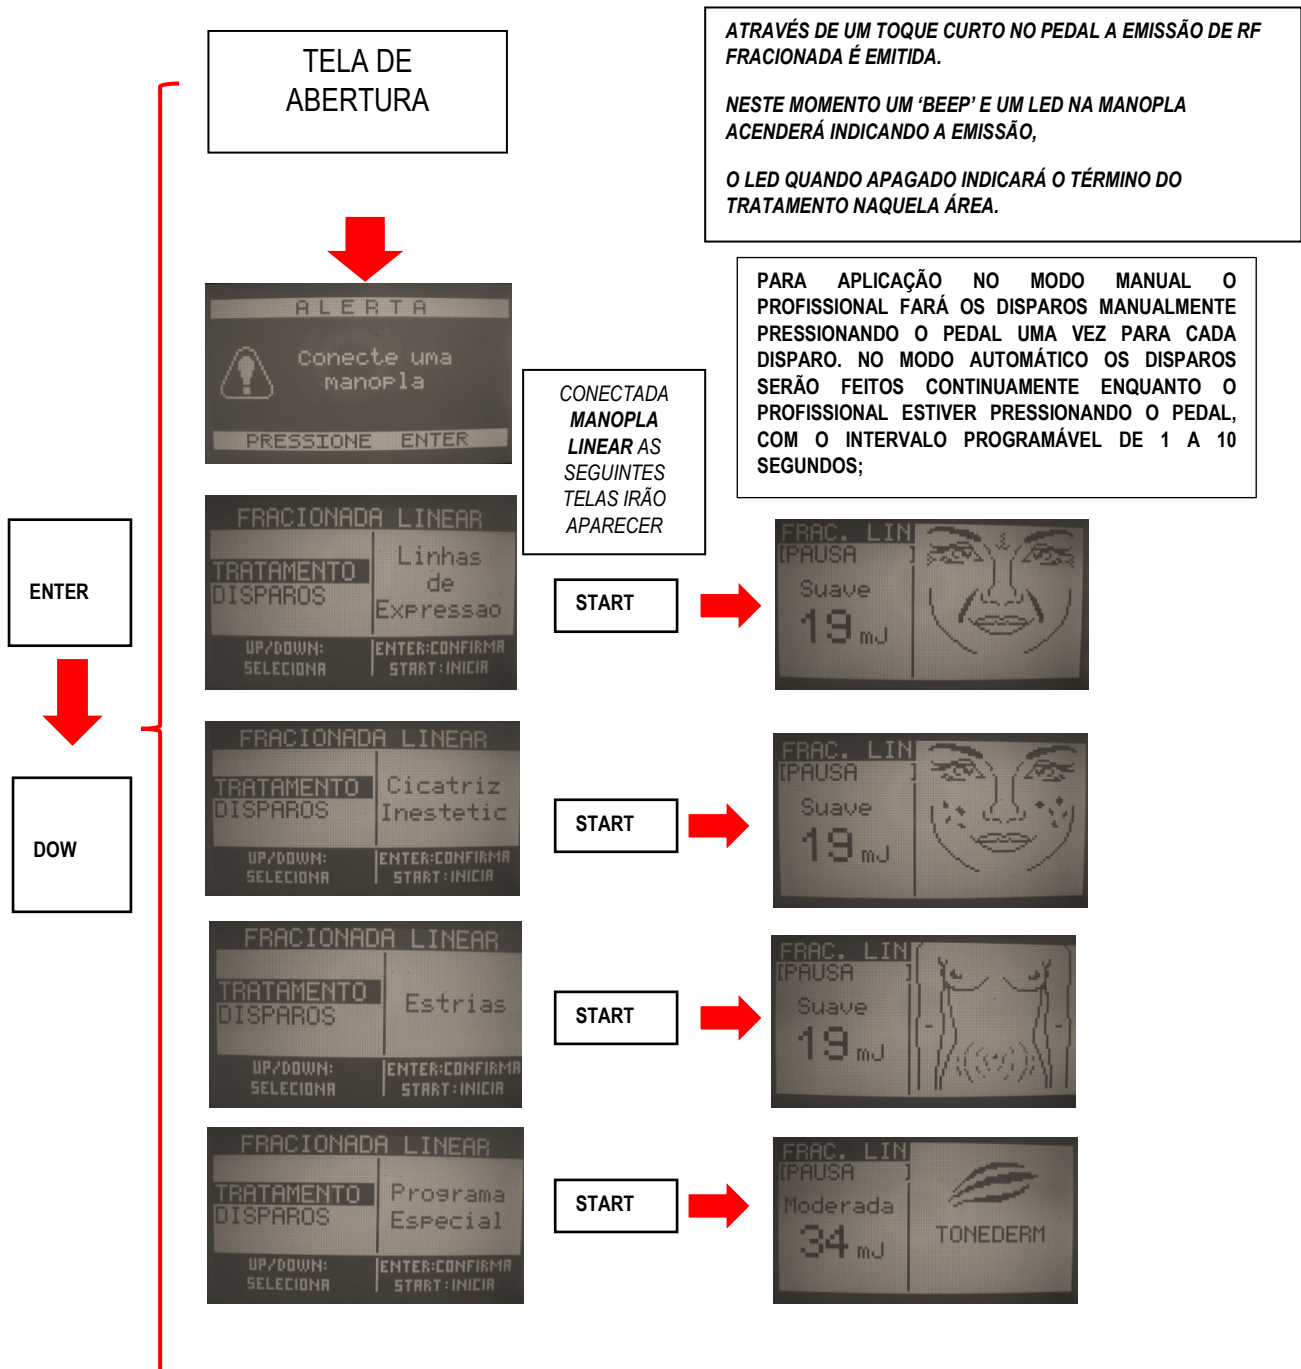 TELA DE
ABERTURA
ATRAVÉS DE UM TOQUE CURTO NO PEDAL A EMISSÃO DE RF
FRACIONADA É EMITIDA.
NESTE MOMENTO UM ‘BEEP’ E UM LED NA MANOPLA
ACENDERÁ INDICANDO A EMISSÃO,
O LED QUANDO APAGADO INDICARÁ O TÉRMINO DO
TRATAMENTO NAQUELA ÁREA.
PARA APLICAÇÃO NO MODO MANUAL O
PROFISSIONAL FARÁ OS DISPAROS MANUALMENTE
PRESSIONANDO O PEDAL UMA VEZ PARA CADA
DISPARO. NO MODO AUTOMÁTICO OS DISPAROS
SERÃO FEITOS CONTINUAMENTE ENQUANTO O
PROFISSIONAL ESTIVER PRESSIONANDO O PEDAL,
COM O INTERVALO PROGRAMÁVEL DE 1 A 10
SEGUNDOS;
ALERTA
Conecte uma
manopla
PRESSIONE ENTER
CONECTADA
MANOPLA
LINEAR AS
SEGUINTES
TELAS IRÃO
APARECER
ENTER
DOW
FRACIONADA LINEAR
TRATAMENTO
DISPAROS
Linhas
de
Expressao
UP/DOWN:
SELECIONA
ENTER:CONFIRMA
START:INICIA
START
FRAC. LIN
[PAUSA ]
Suave
19 mJ
FRACIONADA LINEAR
TRATAMENTO
DISPAROS
Cicatriz
Inestetic
UP/DOWN:
SELECIONA
ENTER:CONFIRMA
START:INICIA
START
FRAC. LIN
[PAUSA ]
Suave
19 mJ
FRACIONADA LINEAR
TRATAMENTO
DISPAROS
Estrias
UP/DOWN:
SELECIONA
ENTER:CONFIRMA
START:INICIA
START
FRAC. LIN
[PAUSA ]
Suave
19 mJ
FRACIONADA LINEAR
TRATAMENTO
DISPAROS
Programa
Especial
UP/DOWN:
SELECIONA
ENTER:CONFIRMA
START:INICIA
START
FRAC. LIN
[PAUSA ]
Moderada
34 mJ
TONEDERM